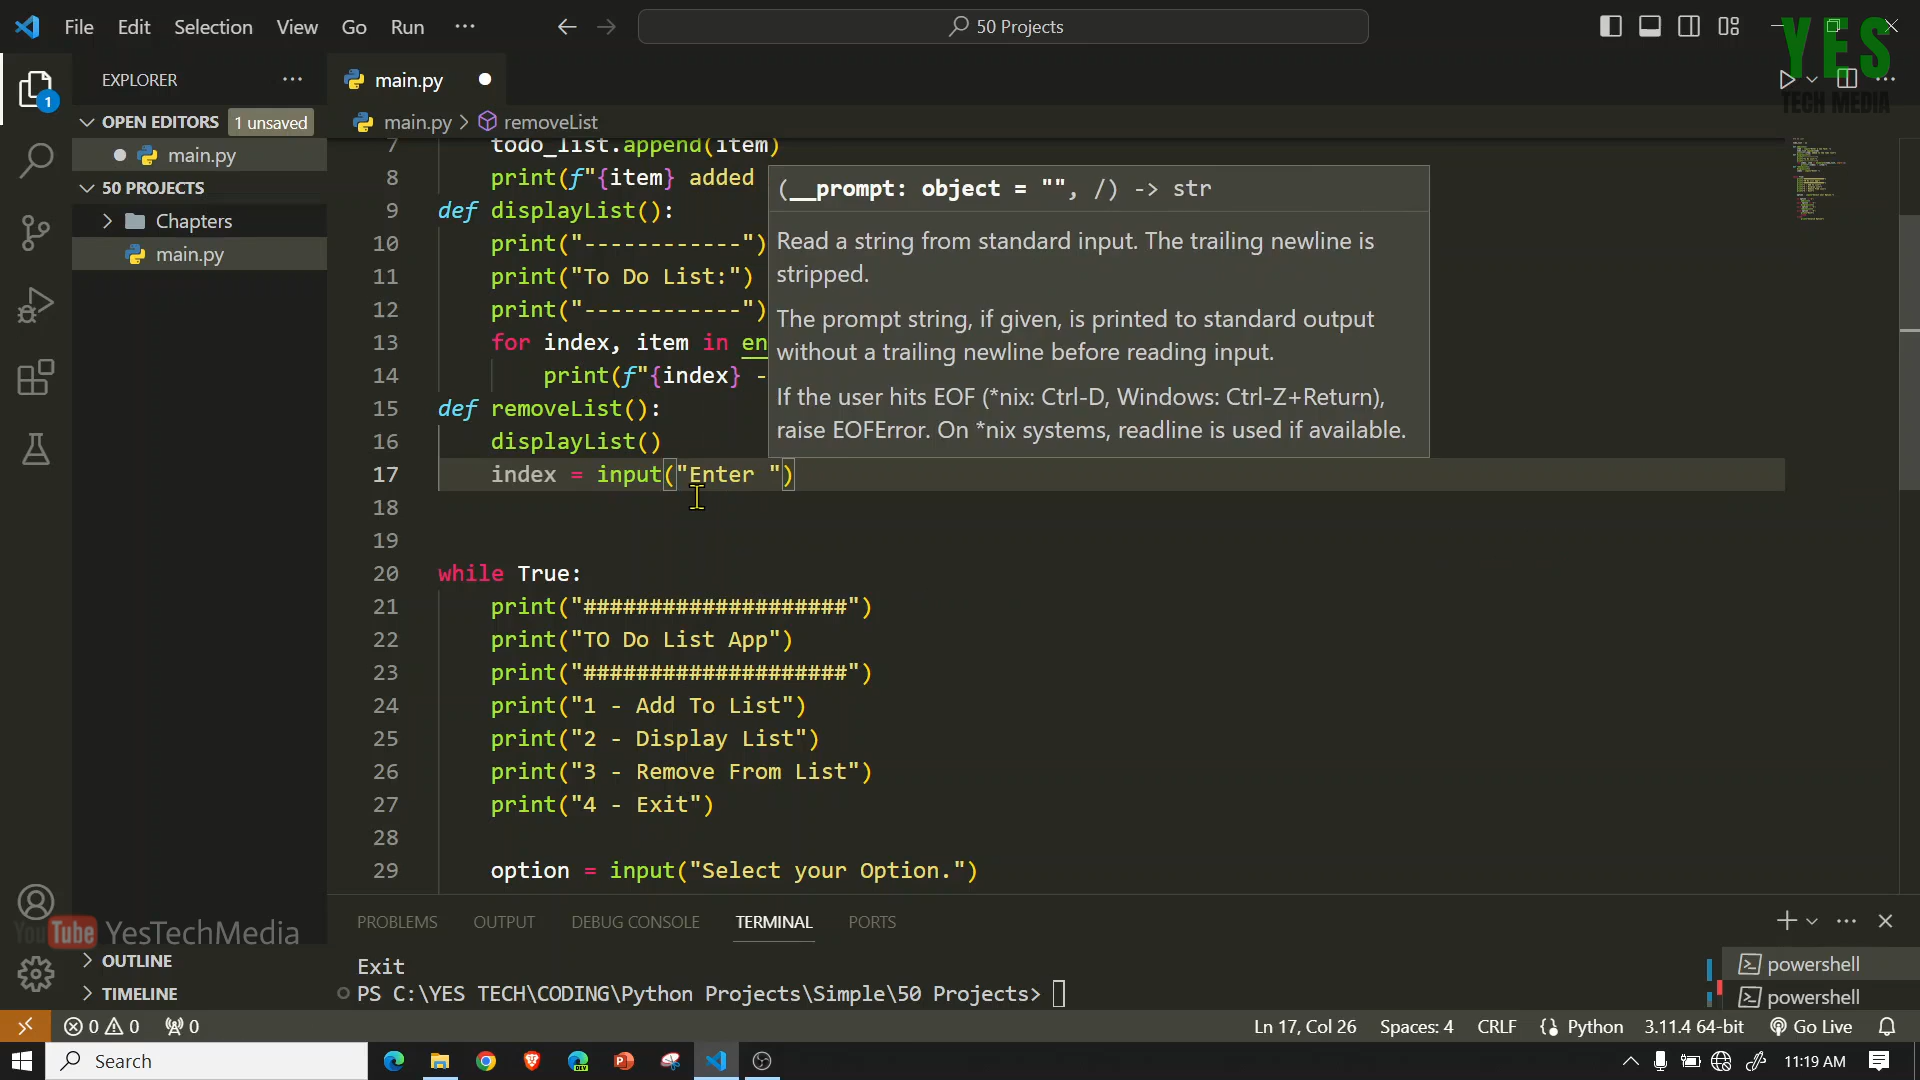 File Edit Selection View Go Run ··· 50 Projects
YES
TECH MEDIA
EXPLORER ···
main.py
OPEN EDITORS 1 unsaved
main.py > removeList
main.py
50 PROJECTS
Chapters
main.py
7 todo_list.append(item)
8 print(f"{item} added
9 def displayList():
10 print("------------")
11 print("To Do List:")
12 print("------------")
13 for index, item in en
14 print(f"{index} -
15 def removeList():
16 displayList()
17 index = input("Enter ")
18
19
20 while True:
21 print("####################")
22 print("TO Do List App")
23 print("####################")
24 print("1 - Add To List")
25 print("2 - Display List")
26 print("3 - Remove From List")
27 print("4 - Exit")
28
29 option = input("Select your Option.")
(__prompt: object = "", /) -> str
Read a string from standard input. The trailing newline is
stripped.
The prompt string, if given, is printed to standard output
without a trailing newline before reading input.
If the user hits EOF (*nix: Ctrl-D, Windows: Ctrl-Z+Return),
raise EOFError. On *nix systems, readline is used if available.
1
YouTube YesTechMedia
OUTLINE
TIMELINE
PROBLEMS OUTPUT DEBUG CONSOLE TERMINAL PORTS
Exit
PS C:\YES TECH\CODING\Python Projects\Simple\50 Projects>
powershell
powershell
0 0 0 Ln 17, Col 26 Spaces: 4 CRLF Python 3.11.4 64-bit Go Live
Search 11:19 AM